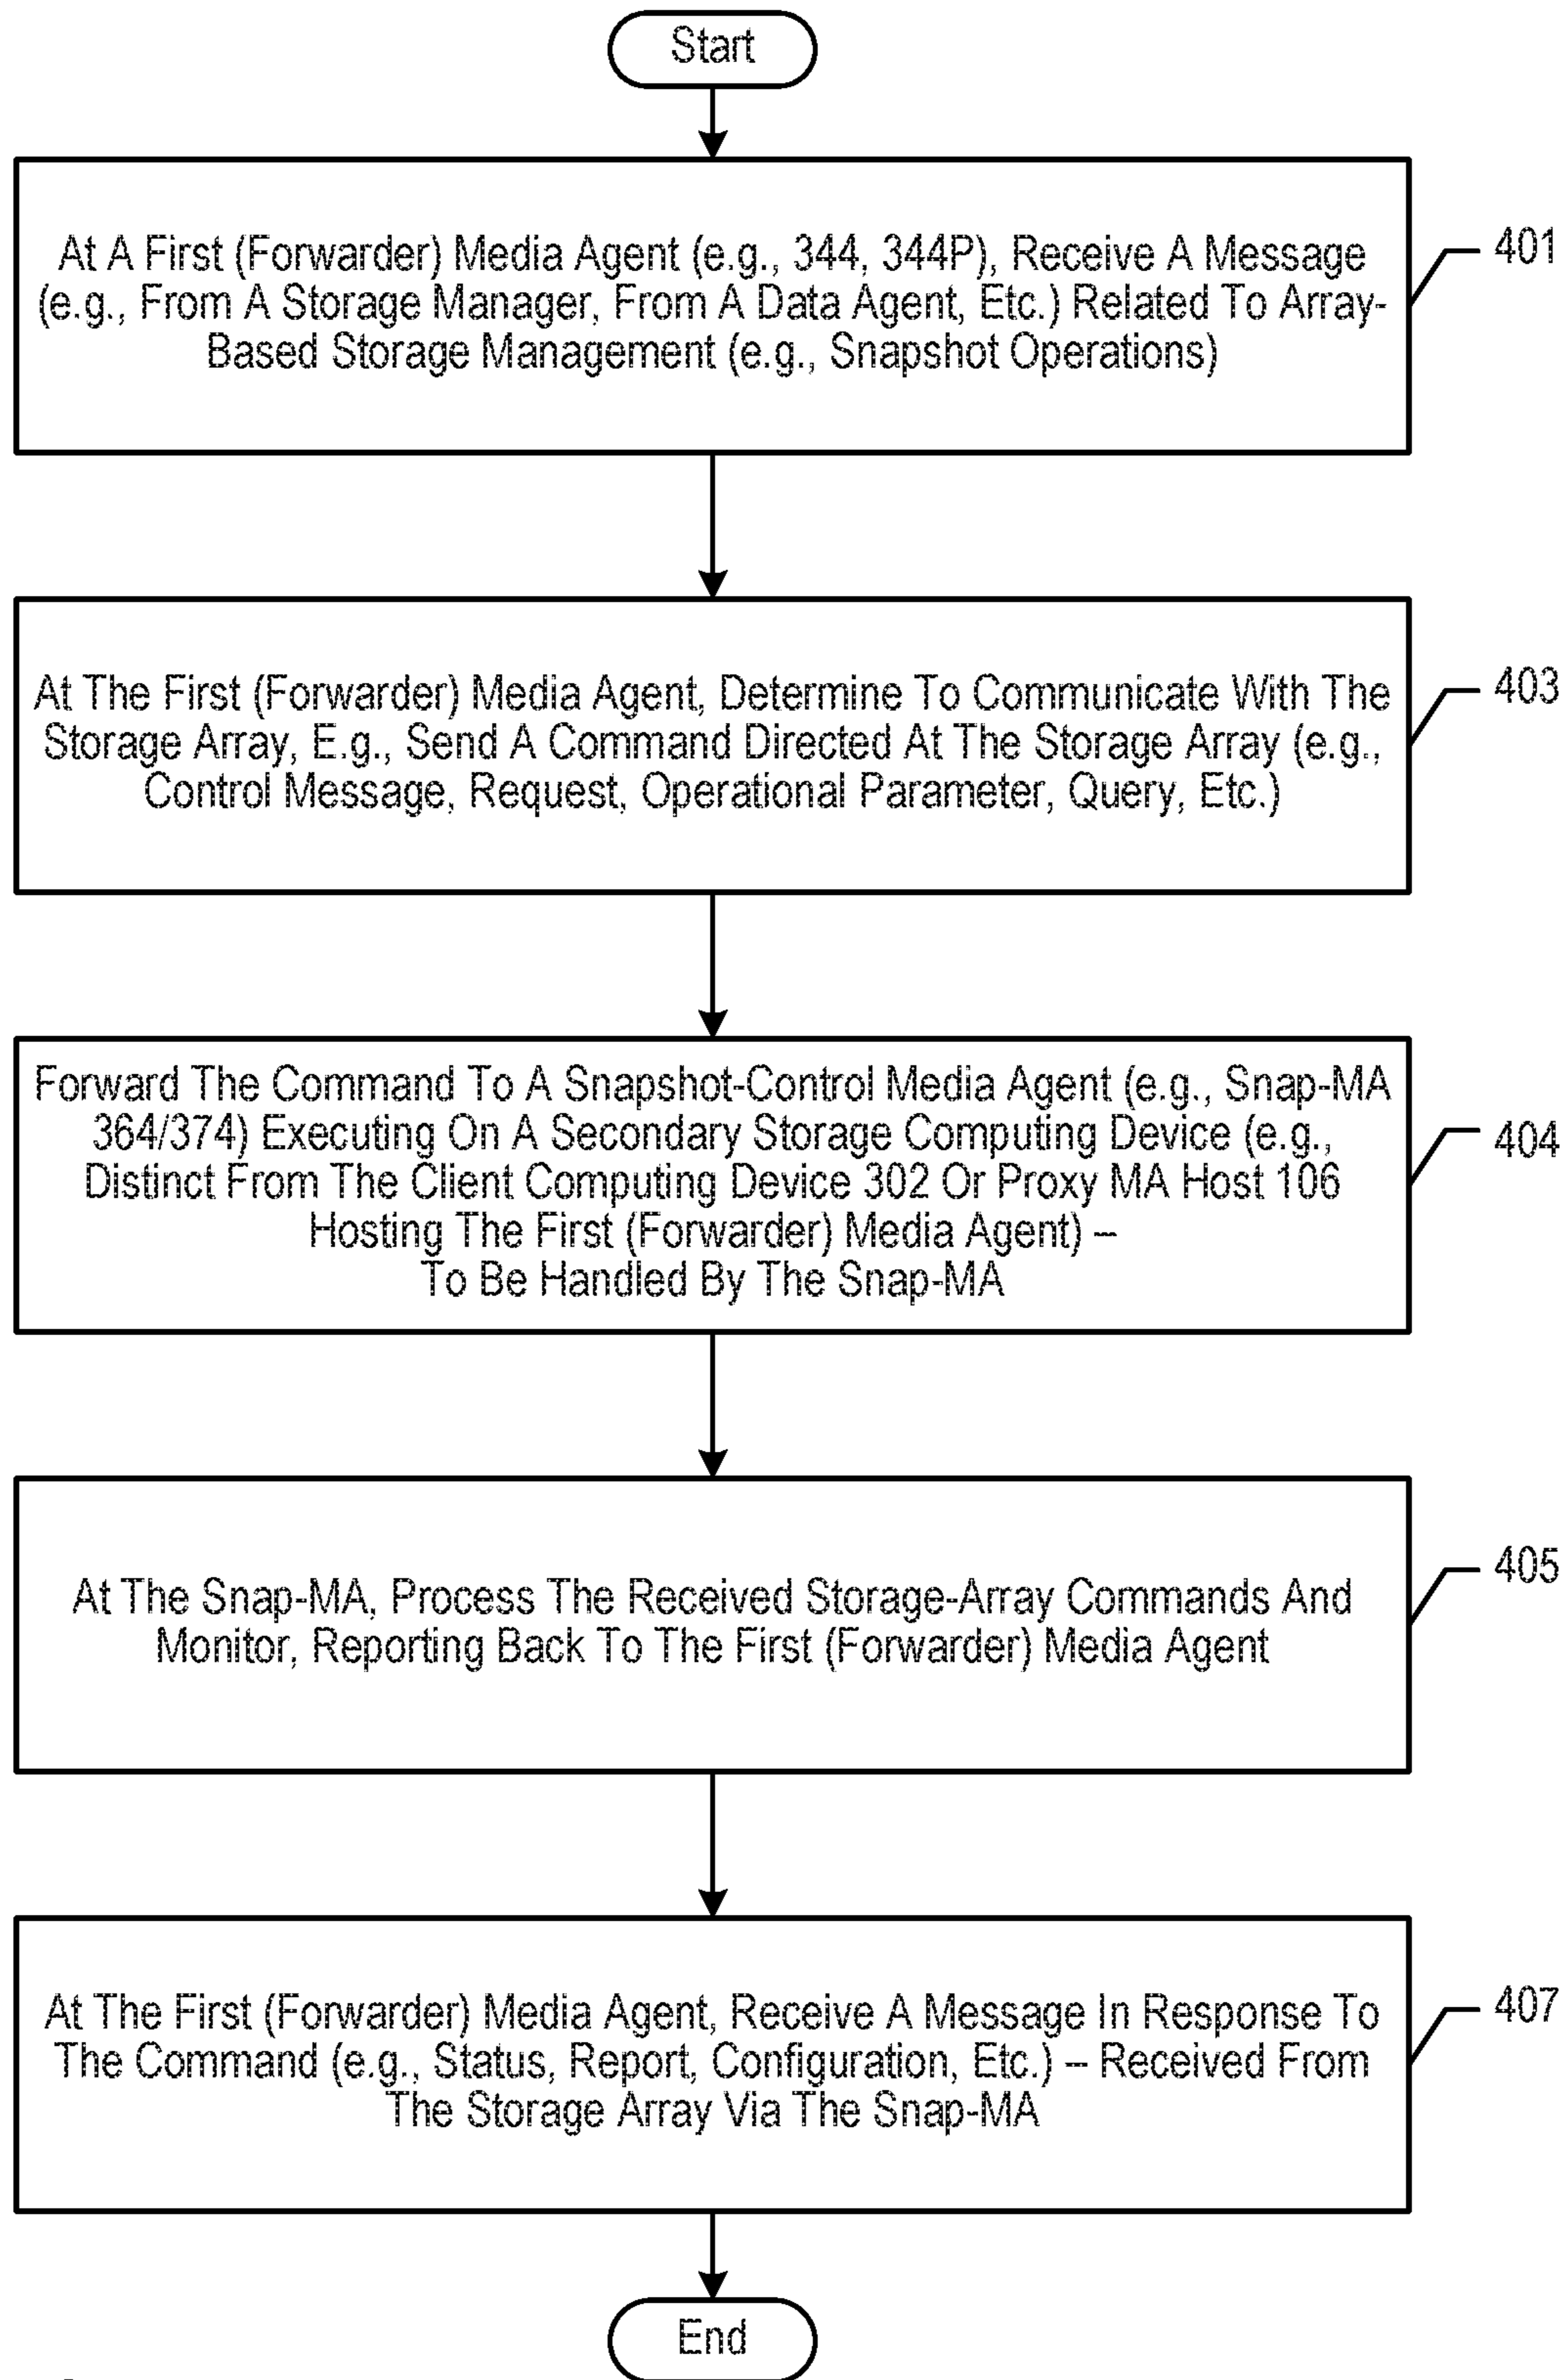 Start
At A First (Forwarder) Media Agent (e.g., 344, 344P), Receive A Message
(e.g., From A Storage Manager, From A Data Agent, Etc.) Related To Array-
Based Storage Management (e.g., Snapshot Operations)
401
At The First (Forwarder) Media Agent, Determine To Communicate With The
Storage Array, E.g., Send A Command Directed At The Storage Array (e.g.,
Control Message, Request, Operational Parameter, Query, Etc.)
403
Forward The Command To A Snapshot-Control Media Agent (e.g., Snap-MA
364/374) Executing On A Secondary Storage Computing Device (e.g.,
Distinct From The Client Computing Device 302 Or Proxy MA Host 106
Hosting The First (Forwarder) Media Agent) –
To Be Handled By The Snap-MA
404
At The Snap-MA, Process The Received Storage-Array Commands And
Monitor, Reporting Back To The First (Forwarder) Media Agent
405
At The First (Forwarder) Media Agent, Receive A Message In Response To
The Command (e.g., Status, Report, Configuration, Etc.) – Received From
The Storage Array Via The Snap-MA
407
End